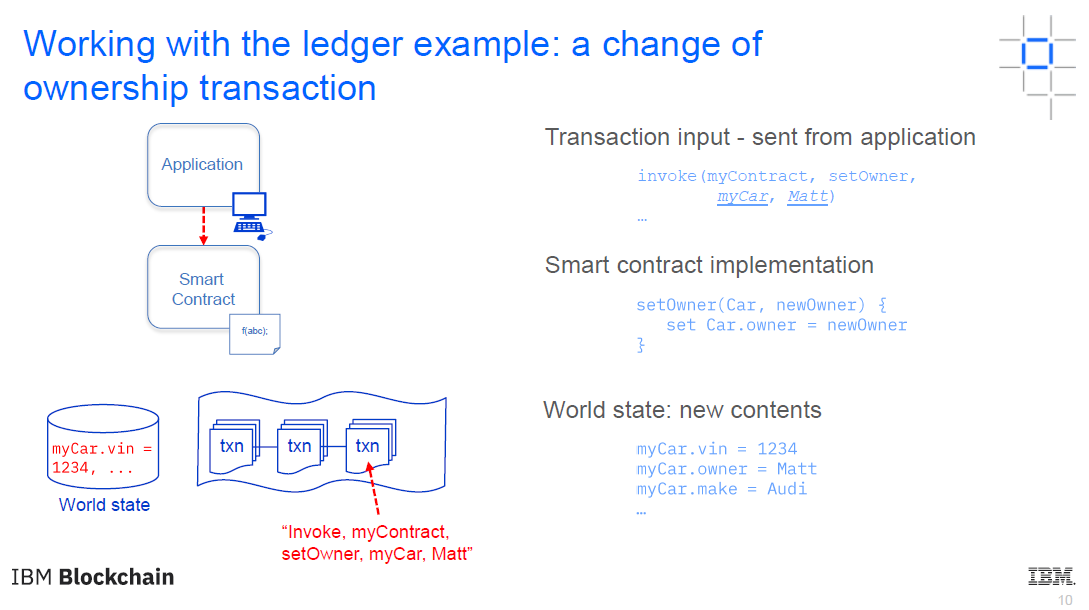 Working with the ledger example: a change of
ownership transaction
Application
Smart
Contract
f(abc);
Transaction input - sent from application
invoke(myContract, setOwner,
myCar, Matt)
…
Smart contract implementation
setOwner(Car, newOwner) {
set Car.owner = newOwner
}
myCar.vin =
1234, ...
World state
txn
txn
txn
“Invoke, myContract,
setOwner, myCar, Matt”
World state: new contents
myCar.vin = 1234
myCar.owner = Matt
myCar.make = Audi
…
IBM Blockchain
IBM.
10